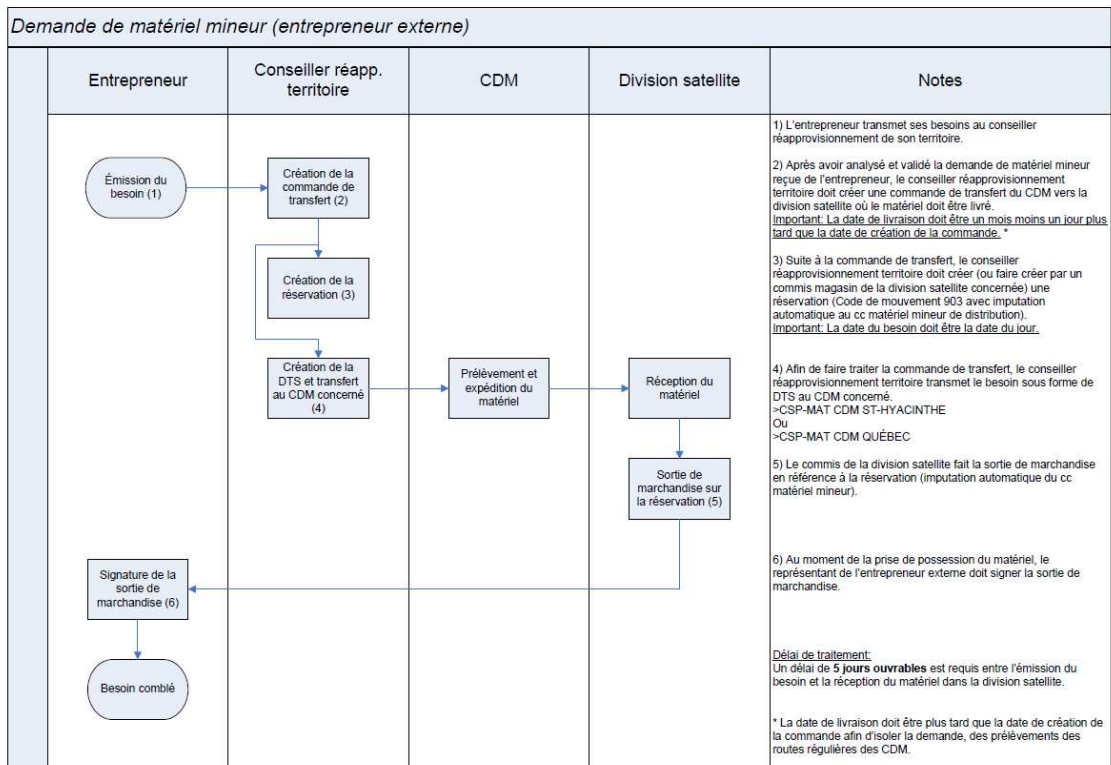 Demande de matériel mineur (entrepreneur externe)
Entrepreneur
Conseiller réapp.
territoire
CDM
Division satellite
Notes
Émission du
besoin (1)
Création de la
commande de
transfert (2)
Création de la
réservation (3)
Création de la
DTS et transfert
au CDM concerné
(4)
Prélèvement et
expédition du
matériel
Réception du
matériel
Sortie de
marchandise sur
la réservation (5)
Signature de la
sortie de
marchandise (6)
Besoin comblé
1) L'entrepreneur transmet ses besoins au conseiller
réapprovisionnement de son territoire.
2) Après avoir analysé et validé la demande de matériel mineur
reçue de l'entrepreneur, le conseiller réapprovisionnement
territoire doit créer une commande de transfert du CDM vers la
division satellite où le matériel doit être livré.
Important: La date de livraison doit être un mois moins un jour plus
tard que la date de création de la commande. *
3) Suite à la commande de transfert, le conseiller
réapprovisionnement territoire doit créer (ou faire créer par un
commis magasin de la division satellite concernée) une
réservation (Code de mouvement 903 avec imputation
automatique au cc matériel mineur de distribution).
Important: La date du besoin doit être la date du jour.
4) Afin de faire traiter la commande de transfert, le conseiller
réapprovisionnement territoire transmet le besoin sous forme de
DTS au CDM concerné.
>CSP-MAT CDM ST-HYACINTHE
Ou
>CSP-MAT CDM QUÉBEC
5) Le commis de la division satellite fait la sortie de marchandise
en référence à la réservation (imputation automatique du cc
matériel mineur).
6) Au moment de la prise de possession du matériel, le
représentant de l'entrepreneur externe doit signer la sortie de
marchandise.
Délai de traitement:
Un délai de 5 jours ouvrables est requis entre l'émission du
besoin et la réception du matériel dans la division satellite.
* La date de livraison doit être plus tard que la date de création de
la commande afin d'isoler la demande, des prélèvements des
routes régulières des CDM.